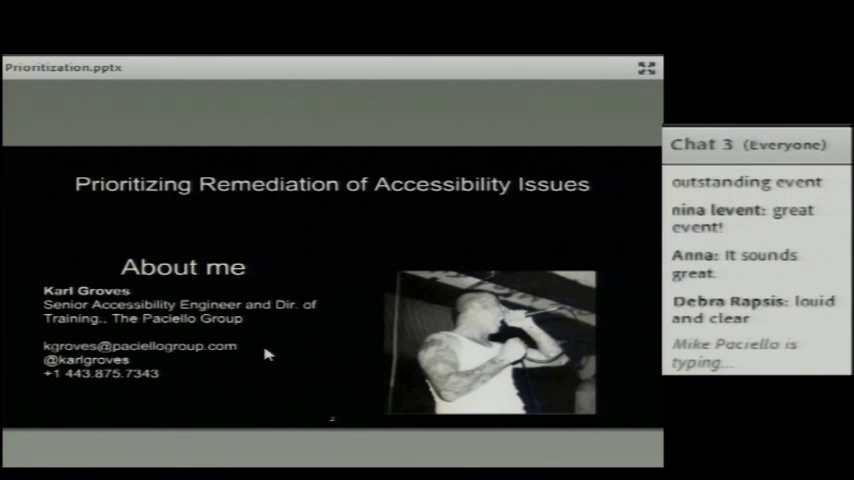 Prioritization.pptx
Prioritizing Remediation of Accessibility Issues
About me
Karl Groves
Senior Accessibility Engineer and Dir. of
Training., The Paciello Group
kgroves@paciellogroup.com
@karlgroves
+1 443.875.7343
2
Chat 3 (Everyone)
outstanding event
nina levent: great
event!
Anna: It sounds
great.
Debra Rapsis: louid
and clear
Mike Paciello is
typing...